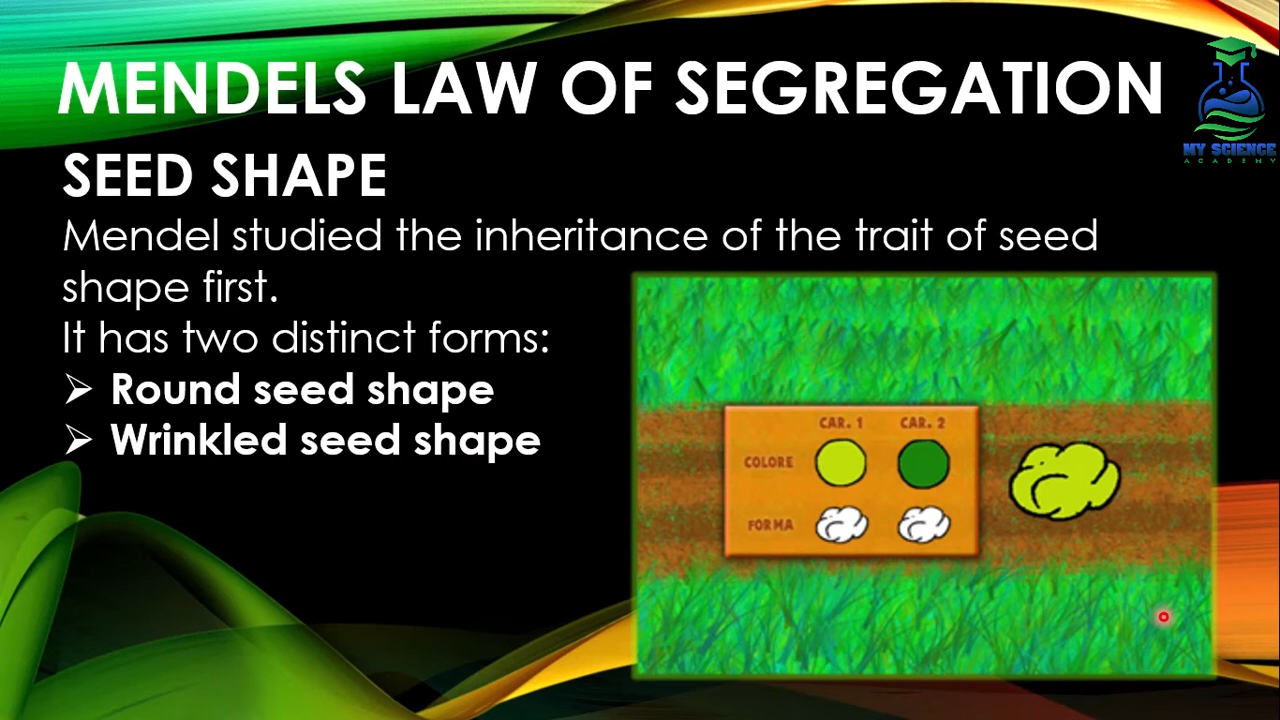 MENDELS LAW OF SEGREGATION
MY SCIENCE
ACADEMY
SEED SHAPE
Mendel studied the inheritance of the trait of seed
shape first.
It has two distinct forms:
Round seed shape
Wrinkled seed shape
CAR. 1 CAR. 2
COLORE
FORMA